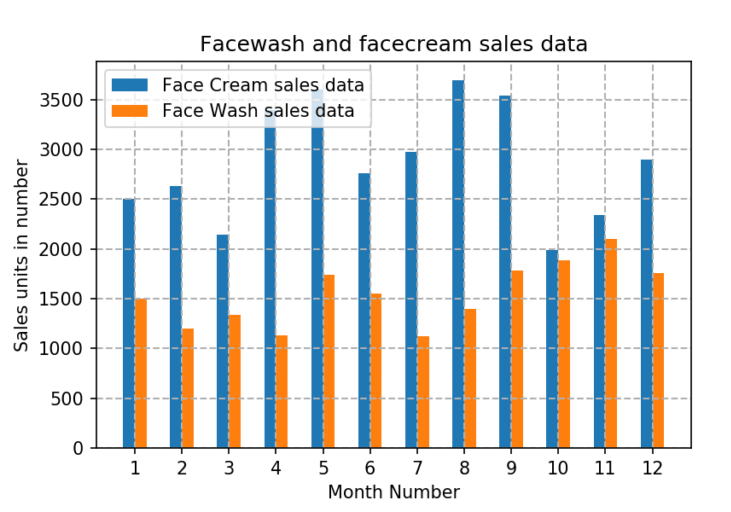 Facewash and facecream sales data
Face Cream sales data
Face Wash sales data
3500
3000
2500
2000
1500
1000
500
0
Sales units in number
1 2 3 4 5 6 7 8 9 10 11 12
Month Number